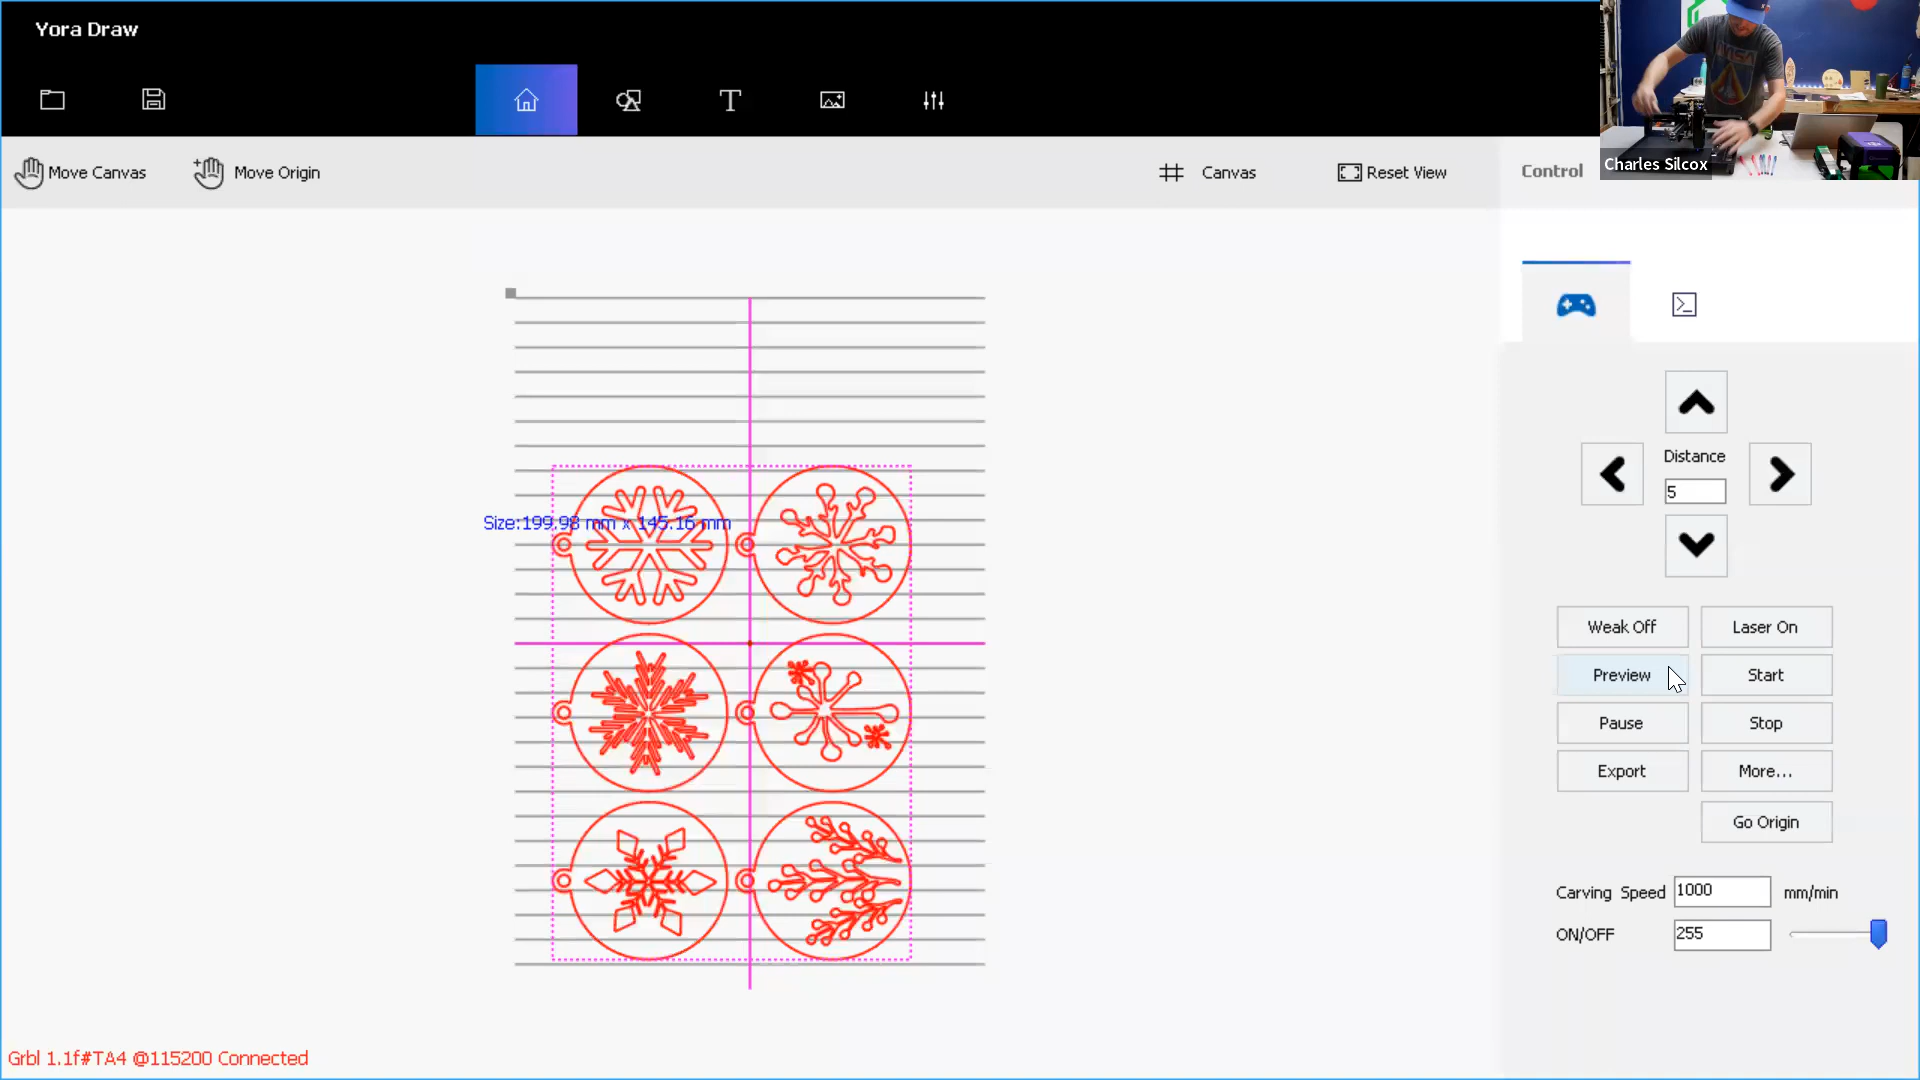 Yora Draw
Move Canvas
Move Origin
Canvas
Reset View
Control
Charles Silcox
NASA
Size:199.98 mm x 145.16 mm
Distance
5
Weak Off
Laser On
Preview
Start
Pause
Stop
Export
More...
Go Origin
Carving Speed 1000 mm/min
ON/OFF 255
Grbl 1.1f#TA4 @115200 Connected